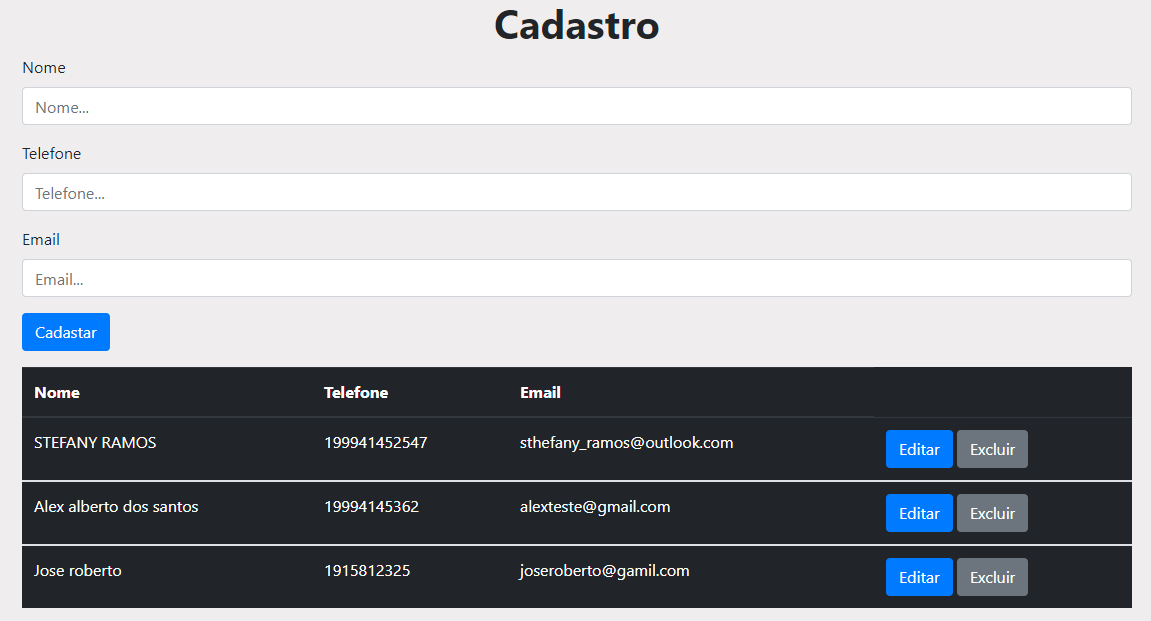 Cadastro
Nome
Nome...
Telefone
Telefone...
Email
Email...
Cadastar
Nome Telefone Email
STEFANY RAMOS 199941452547 sthefany_ramos@outlook.com Editar Excluir
Alex alberto dos santos 19994145362 alexteste@gmail.com Editar Excluir
Jose roberto 1915812325 joseroberto@gamil.com Editar Excluir